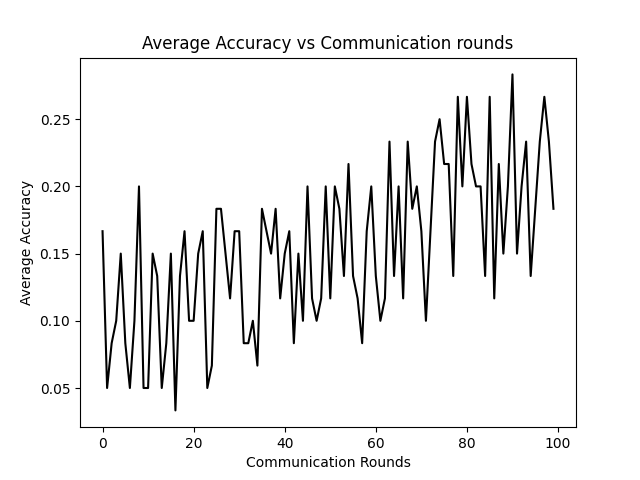 Average Accuracy vs Communication rounds
Average Accuracy
0.25
0.20
0.15
0.10
0.05
0 20 40 60 80 100
Communication Rounds